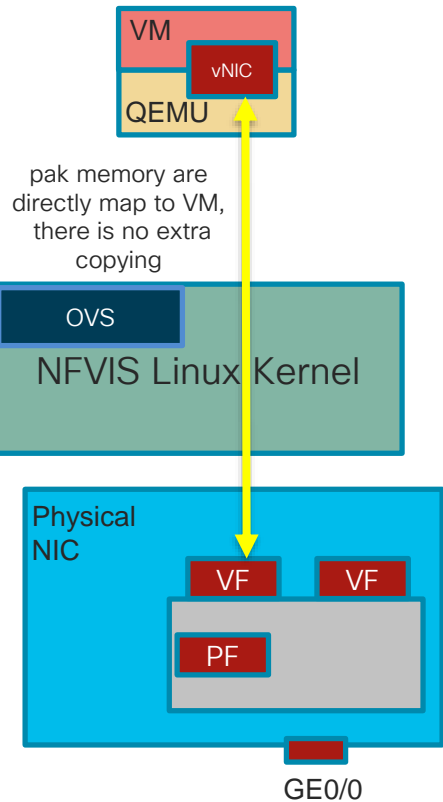 VM
vNIC
QEMU
pak memory are
directly map to VM,
there is no extra
copying
OVS
NFVIS Linux Kernel
Physical
NIC
VF
VF
PF
GE0/0